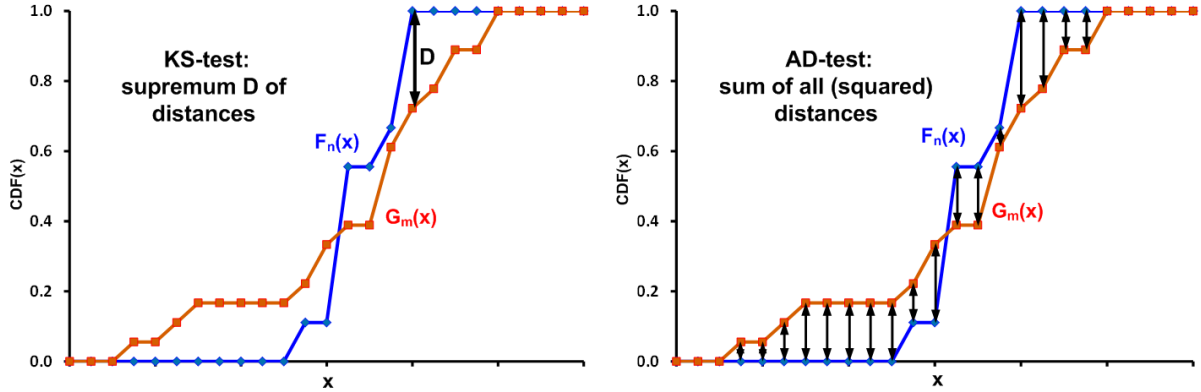 1.0
0.8
0.6
0.4
0.2
0.0
CDF(x)
KS-test:
supremum D of
distances
D
Fn(x)
Gm(x)
x
1.0
0.8
0.6
0.4
0.2
0.0
CDF(x)
AD-test:
sum of all (squared)
distances
Fn(x)
Gm(x)
x